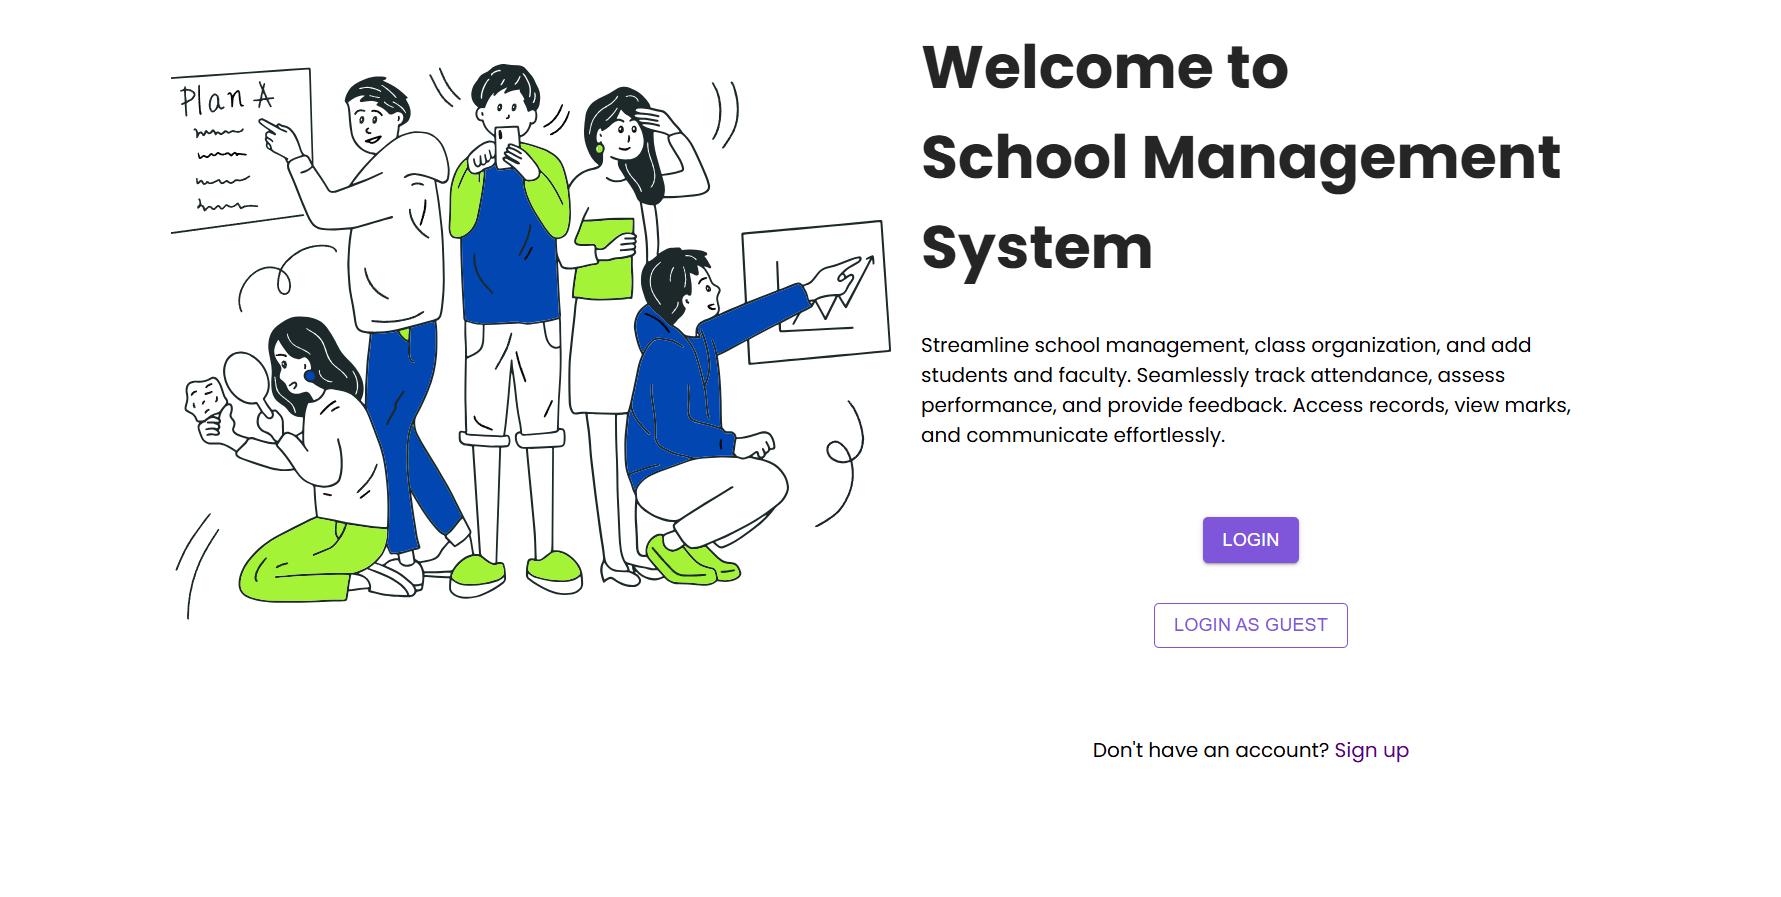 Plan A
Welcome to
School Management
System
Streamline school management, class organization, and add
students and faculty. Seamlessly track attendance, assess
performance, and provide feedback. Access records, view marks,
and communicate effortlessly.
LOGIN
LOGIN AS GUEST
Don't have an account? Sign up